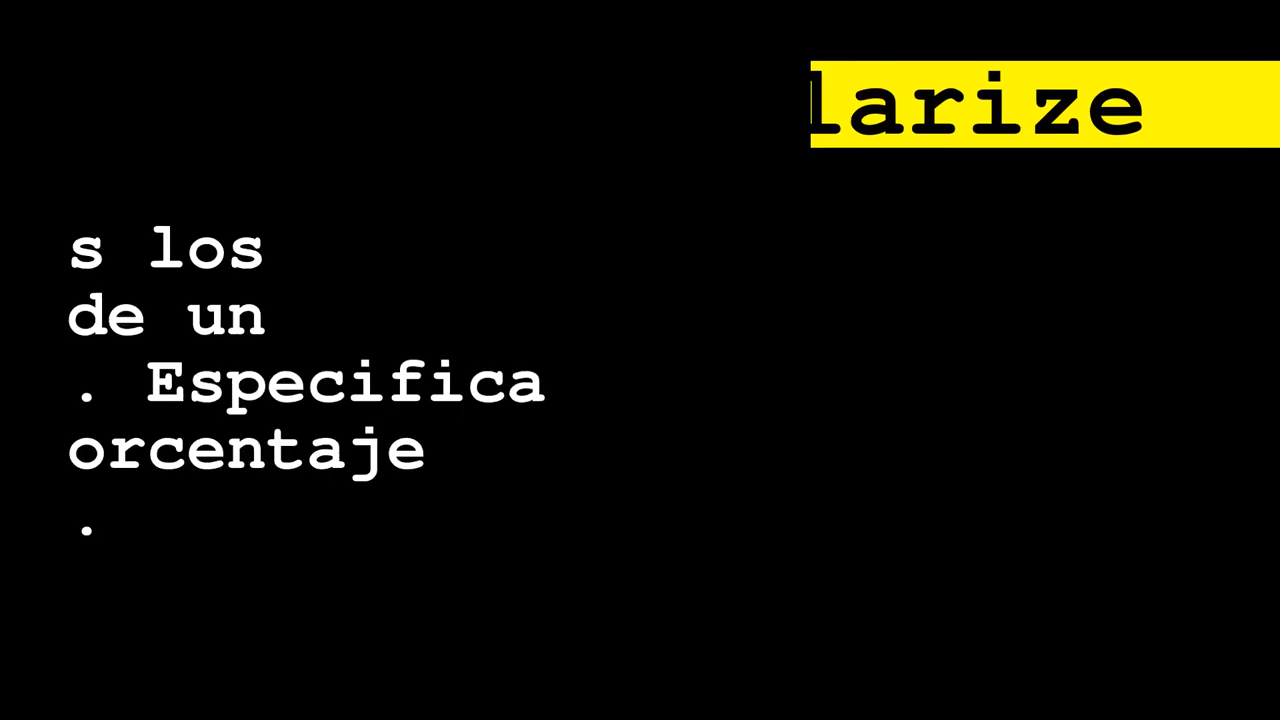 larize
s los
de un
. Especifica
orcentaje
.